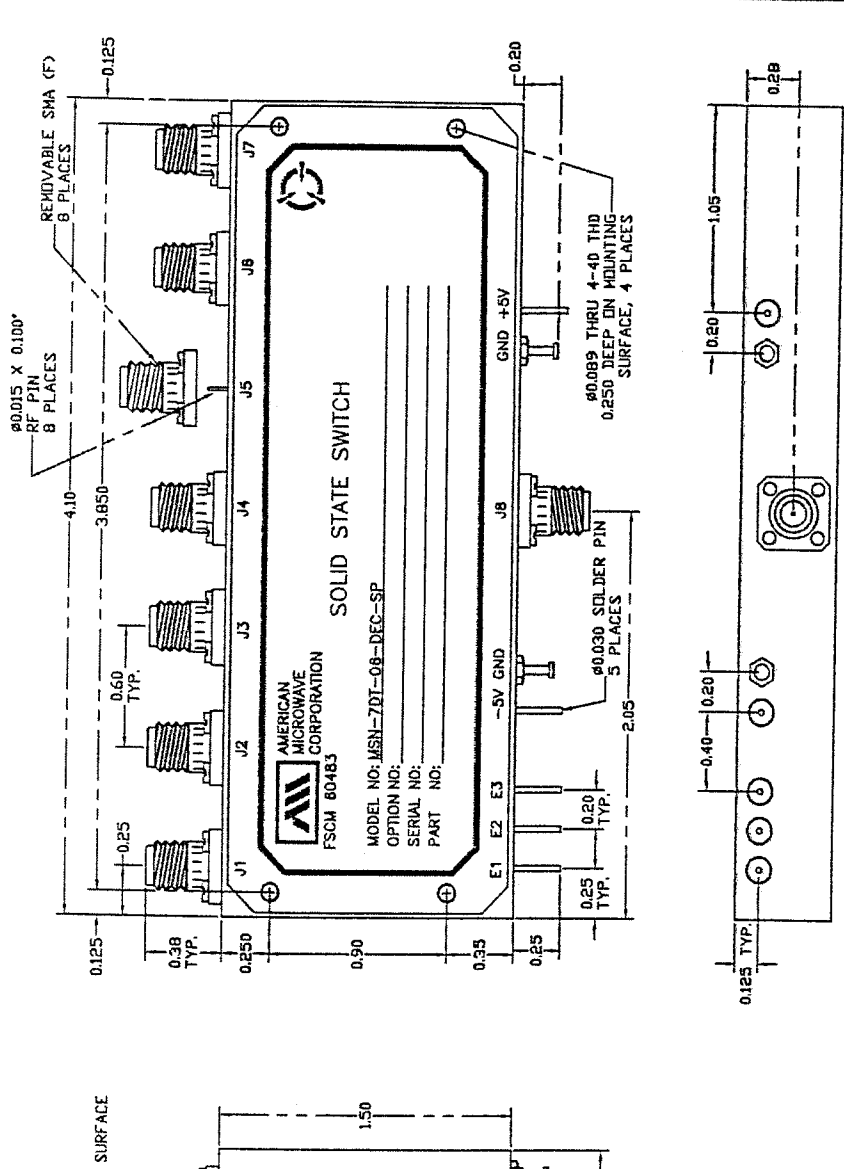 REMOVABLE SMA (F)
8 PLACES
Ø0.015 X 0.100"
RF PIN
8 PLACES
4.10
0.125
3.850
0.60
TYP.
0.25
0.125
0.38
TYP.
0.250
0.90
0.35
0.25
J1
J2
J3
J4
J5
J6
J7
AMERICAN
MICROWAVE
CORPORATION
FSCM 60483
SOLID STATE SWITCH
MODEL NO: MSN-7DT-06-DEC-SP
OPTION NO:
SERIAL NO:
PART NO:
E1
E2
E3
-5V
GND
J8
GND
+5V
0.20
0.25
TYP.
0.20
TYP.
2.05
Ø0.030 SOLDER PIN
5 PLACES
Ø0.089 THRU 4-40 THD
0.250 DEEP ON MOUNTING
SURFACE, 4 PLACES
0.125 TYP.
0.40
0.20
0.20
1.05
0.28
SURFACE
1.50